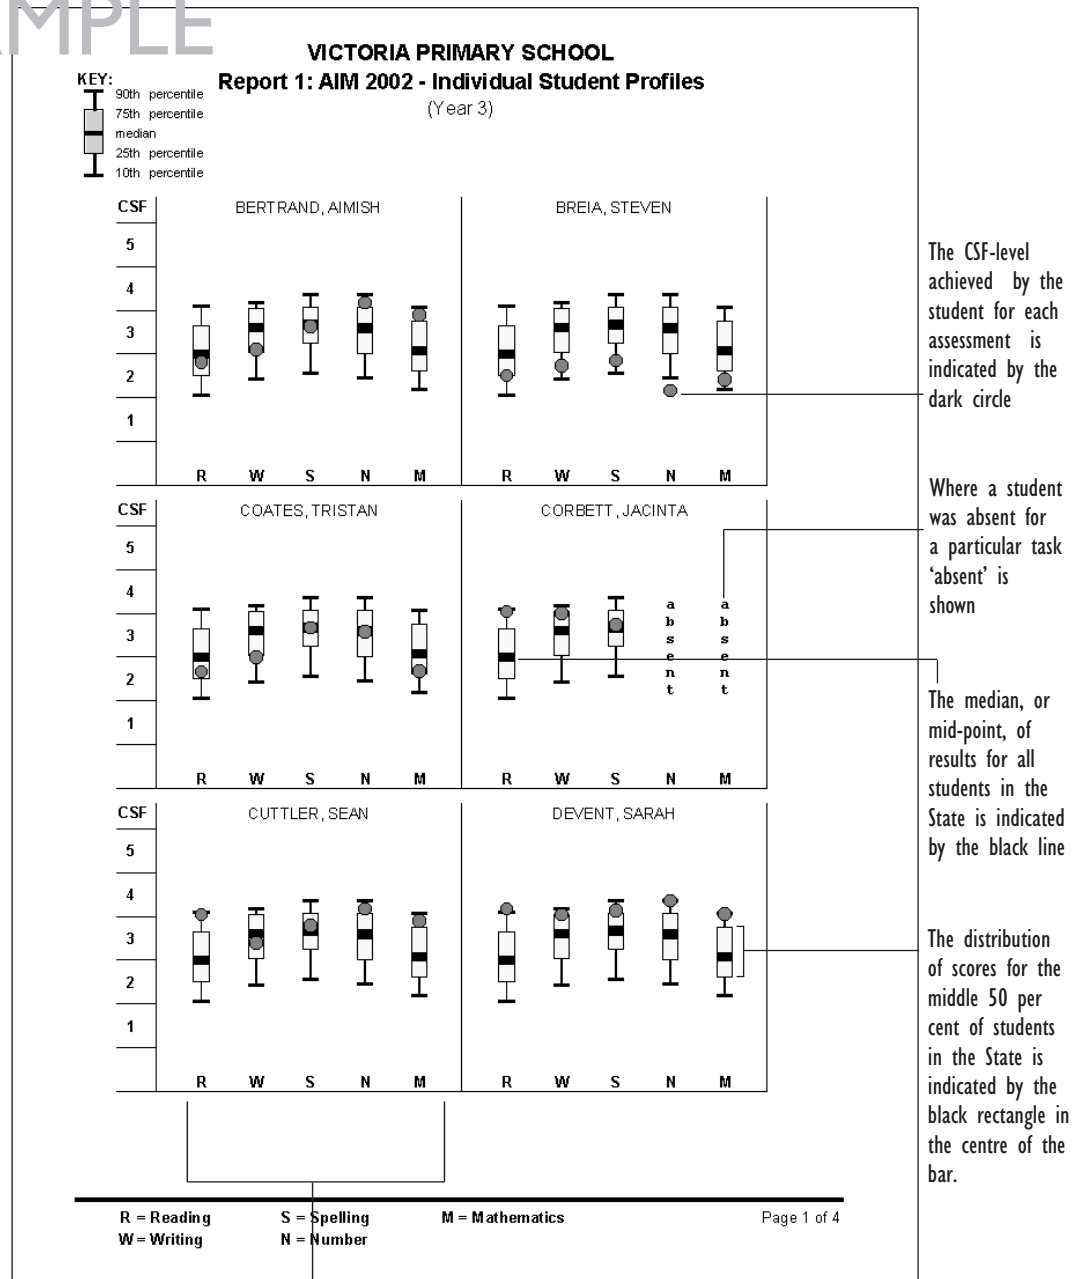 AMPLE
VICTORIA PRIMARY SCHOOL
KEY:
Report 1: AIM 2002 - Individual Student Profiles
(Year 3)
90th percentile
75th percentile
median
25th percentile
10th percentile
CSF
BERTRAND, AIMISH
BREIA, STEVEN
5
4
3
2
1
R W S N M
R W S N M
The CSF-level
achieved by the
student for each
assessment is
indicated by the
dark circle
CSF
COATES, TRISTAN
CORBETT, JACINTA
5
4
3
2
1
absent
absent
R W S N M
R W S N M
Where a student
was absent for
a particular task
‘absent’ is
shown
The median, or
mid-point, of
results for all
students in the
State is indicated
by the black line
CSF
CUTTLER, SEAN
DEVENT, SARAH
5
4
3
2
1
R W S N M
R W S N M
The distribution
of scores for the
middle 50 per
cent of students
in the State is
indicated by the
black rectangle in
the centre of the
bar.
R = Reading S = Spelling M = Mathematics Page 1 of 4
W = Writing N = Number